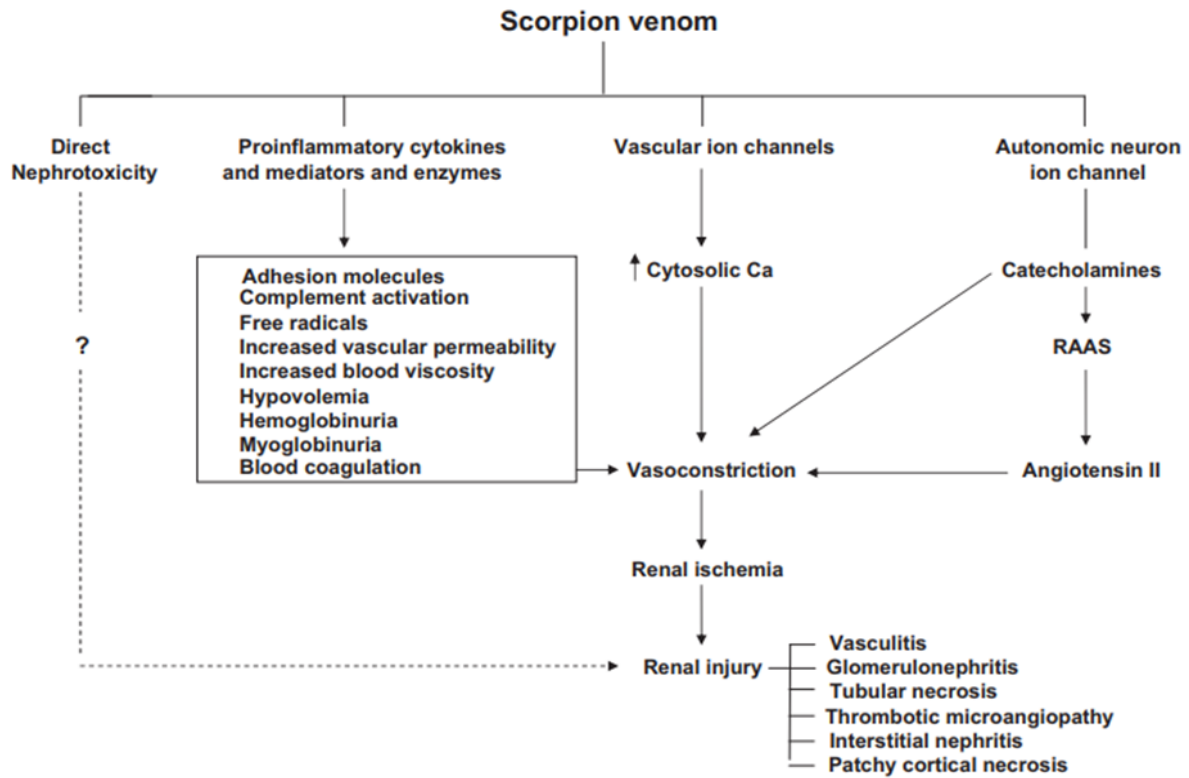 Scorpion venom
Direct
Nephrotoxicity
Proinflammatory cytokines
and mediators and enzymes
Vascular ion channels
Autonomic neuron
ion channel
Adhesion molecules
Complement activation
Free radicals
Increased vascular permeability
Increased blood viscosity
Hypovolemia
Hemoglobinuria
Myoglobinuria
Blood coagulation
↑ Cytosolic Ca
Catecholamines
?
RAAS
Vasoconstriction
Angiotensin II
Renal ischemia
Renal injury
Vasculitis
Glomerulonephritis
Tubular necrosis
Thrombotic microangiopathy
Interstitial nephritis
Patchy cortical necrosis